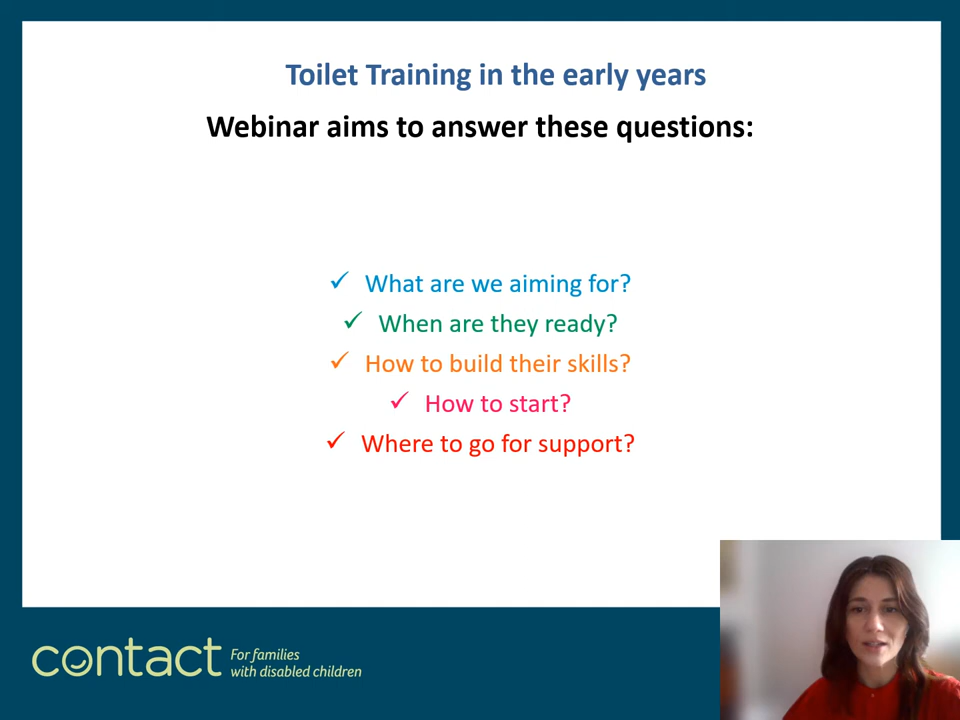 Toilet Training in the early years
Webinar aims to answer these questions:
✓ What are we aiming for?
✓ When are they ready?
✓ How to build their skills?
✓ How to start?
✓ Where to go for support?
contact
For families
with disabled children